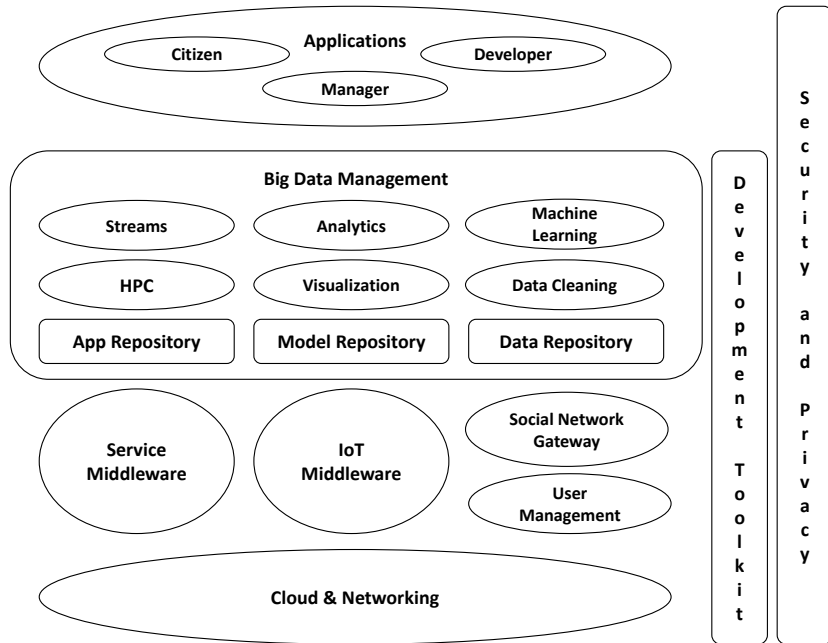 Applications
Citizen
Developer
Manager
Big Data Management
Streams
Analytics
Machine
Learning
HPC
Visualization
Data Cleaning
App Repository
Model Repository
Data Repository
Service
Middleware
IoT
Middleware
Social Network
Gateway
User
Management
Cloud & Networking
Development Toolkit
Security and Privacy